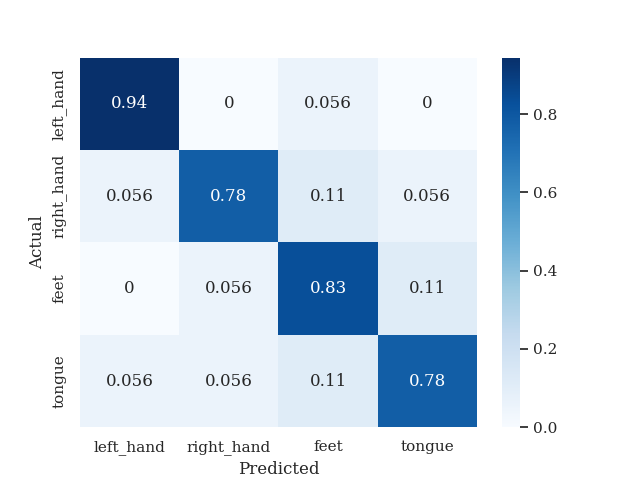 left_hand 0.94 0 0.056 0
right_hand 0.056 0.78 0.11 0.056
feet 0 0.056 0.83 0.11
tongue 0.056 0.056 0.11 0.78
left_hand right_hand feet tongue
Predicted
Actual
0.8
0.6
0.4
0.2
0.0